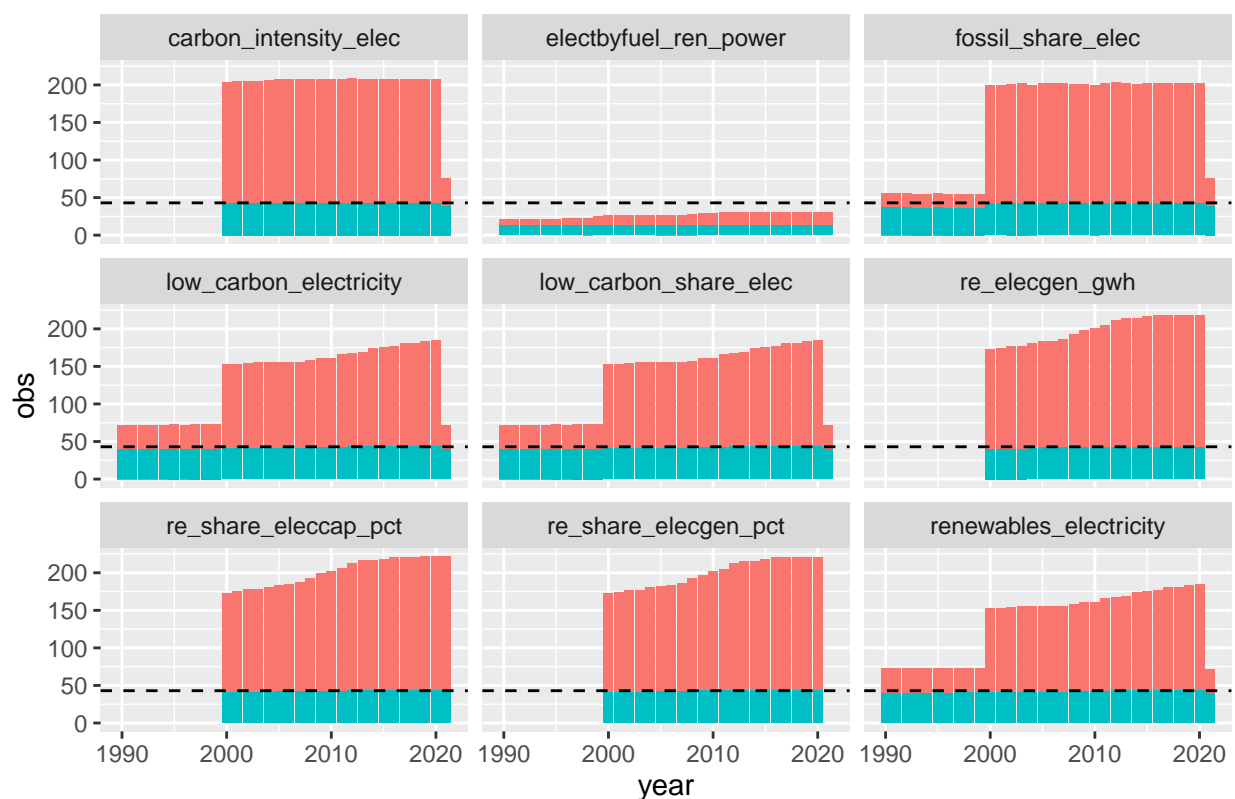 carbon_intensity_elec electbyfuel_ren_power fossil_share_elec
200
150
100
50
0
low_carbon_electricity low_carbon_share_elec re_elecgen_gwh
200
150
100
50
0
obs
re_share_eleccap_pct re_share_elecgen_pct renewables_electricity
200
150
100
50
0
1990 2000 2010 2020 1990 2000 2010 2020 1990 2000 2010 2020
year